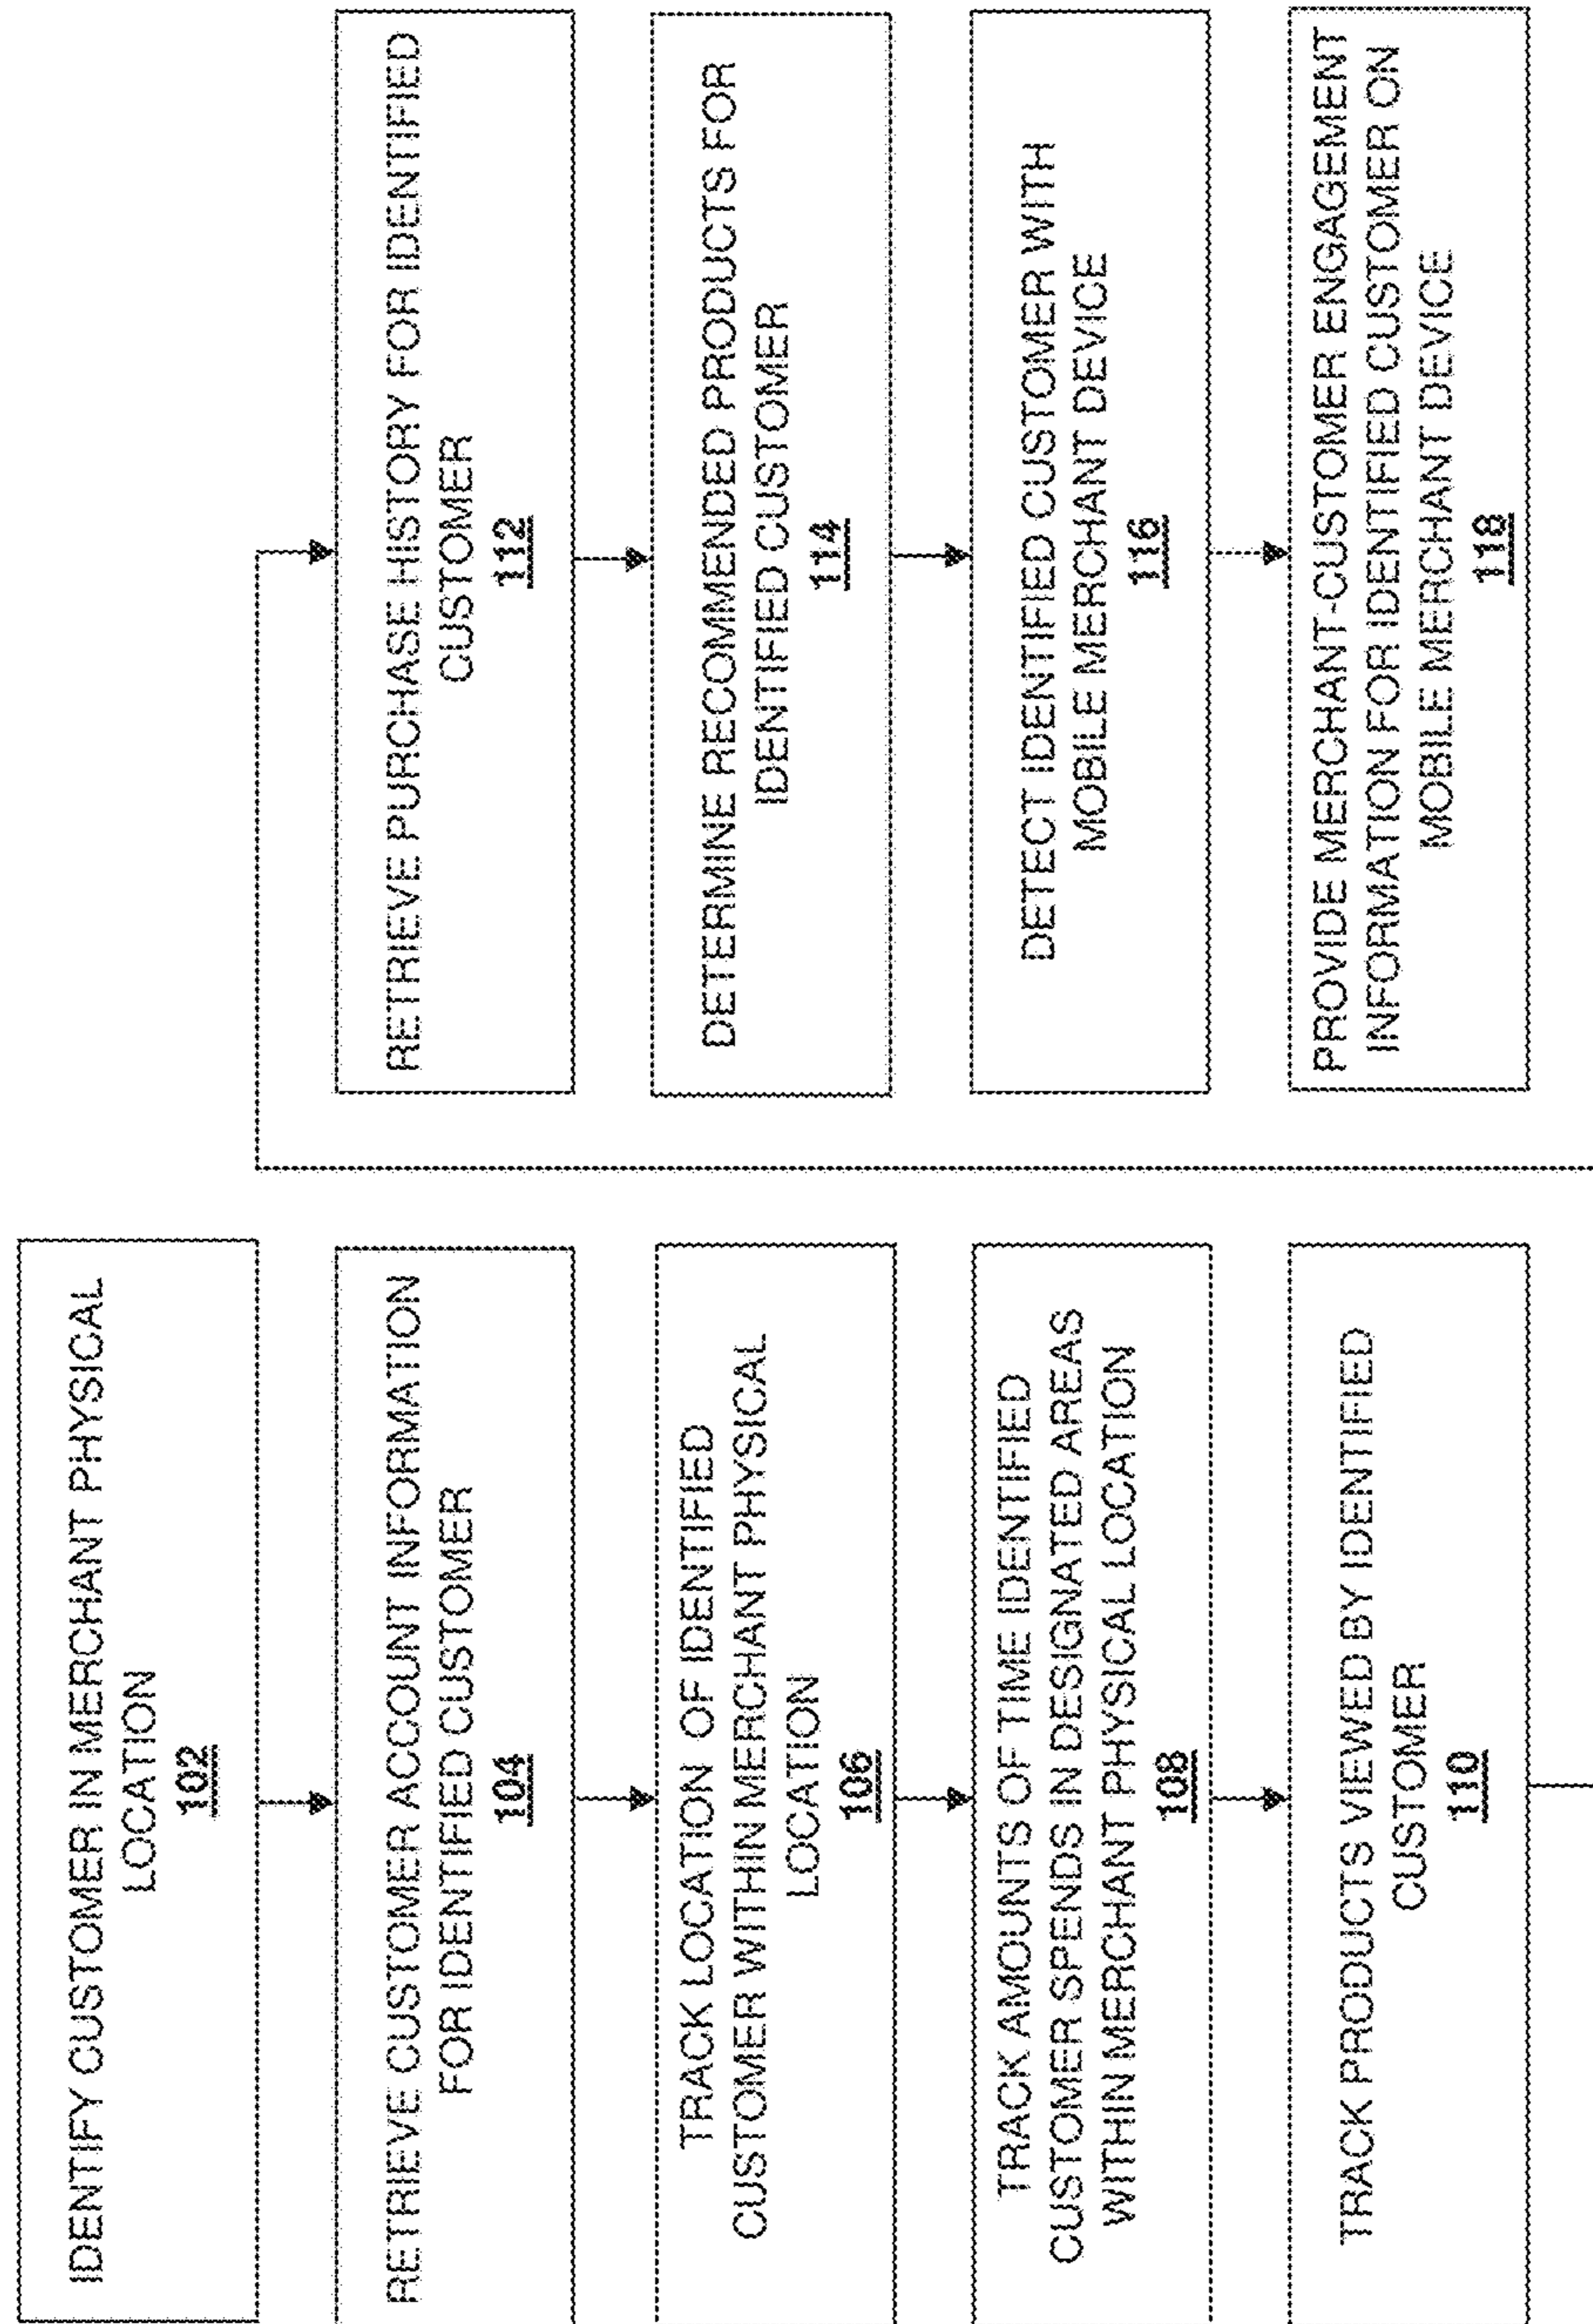 IDENTIFY CUSTOMER IN MERCHANT PHYSICAL
LOCATION
102
RETRIEVE CUSTOMER ACCOUNT INFORMATION
FOR IDENTIFIED CUSTOMER
104
TRACK LOCATION OF IDENTIFIED
CUSTOMER WITHIN MERCHANT PHYSICAL
LOCATION
106
TRACK AMOUNTS OF TIME IDENTIFIED
CUSTOMER SPENDS IN DESIGNATED AREAS
WITHIN MERCHANT PHYSICAL LOCATION
108
TRACK PRODUCTS VIEWED BY IDENTIFIED
CUSTOMER
110
RETRIEVE PURCHASE HISTORY FOR IDENTIFIED
CUSTOMER
112
DETERMINE RECOMMENDED PRODUCTS FOR
IDENTIFIED CUSTOMER
114
DETECT IDENTIFIED CUSTOMER WITH
MOBILE MERCHANT DEVICE
116
PROVIDE MERCHANT-CUSTOMER ENGAGEMENT
INFORMATION FOR IDENTIFIED CUSTOMER ON
MOBILE MERCHANT DEVICE
118